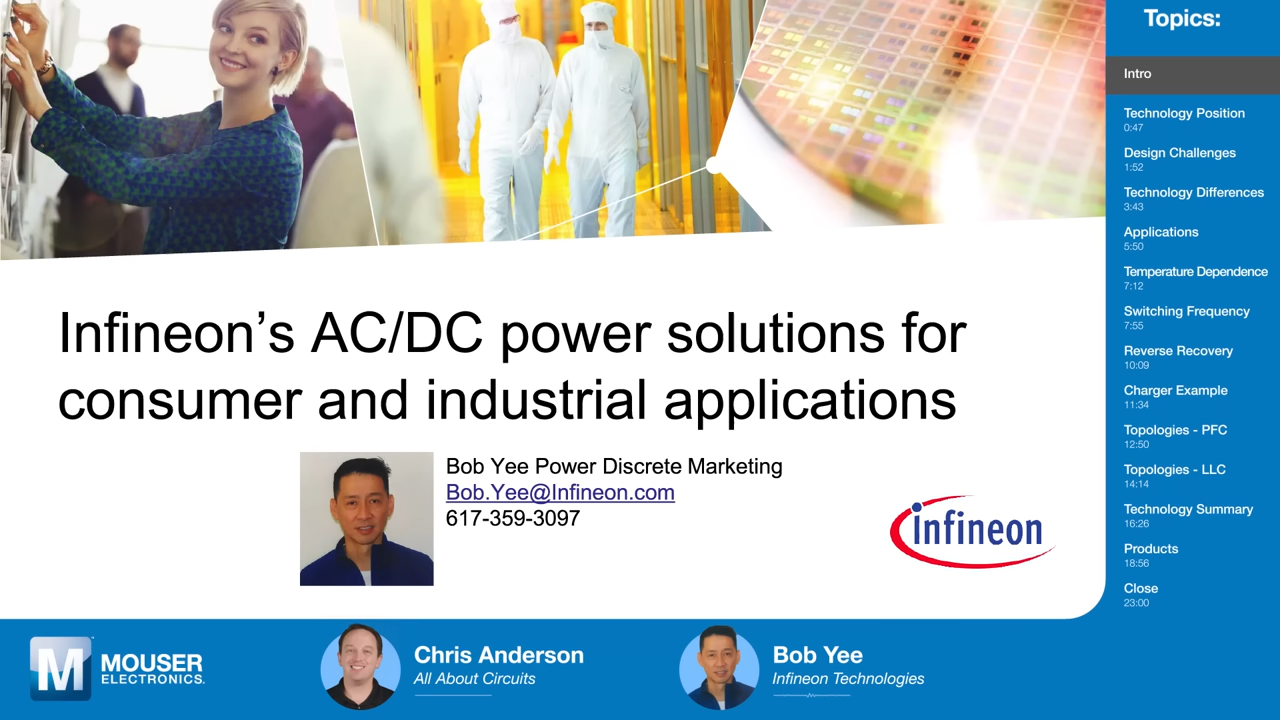 Infineon's AC/DC power solutions for
consumer and industrial applications
Bob Yee Power Discrete Marketing
Bob.Yee@Infineon.com
617-359-3097
infineon
Topics:
Intro
Technology Position
0:47
Design Challenges
1:52
Technology Differences
3:43
Applications
5:50
Temperature Dependence
7:12
Switching Frequency
7:55
Reverse Recovery
10:09
Charger Example
11:34
Topologies - PFC
12:50
Topologies - LLC
14:14
Technology Summary
16:26
Products
18:56
Close
23:00
M
MOUSER
ELECTRONICS.
Chris Anderson
All About Circuits
Bob Yee
Infineon Technologies